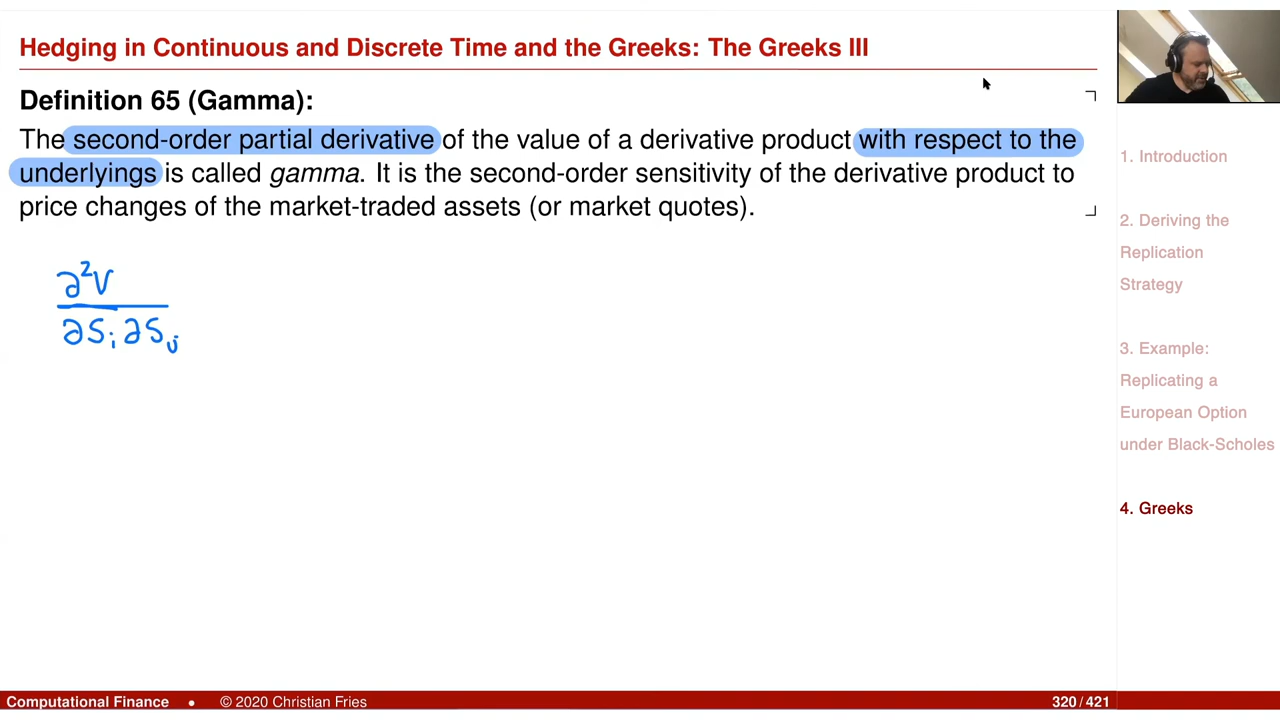 Hedging in Continuous and Discrete Time and the Greeks: The Greeks III
Definition 65 (Gamma):
The second-order partial derivative of the value of a derivative product with respect to the
underlyings is called gamma. It is the second-order sensitivity of the derivative product to
price changes of the market-traded assets (or market quotes).
∂²V
∂Sᵢ ∂Sⱼ
1. Introduction
2. Deriving the
Replication
Strategy
3. Example:
Replicating a
European Option
under Black-Scholes
4. Greeks
Computational Finance • © 2020 Christian Fries 320/421